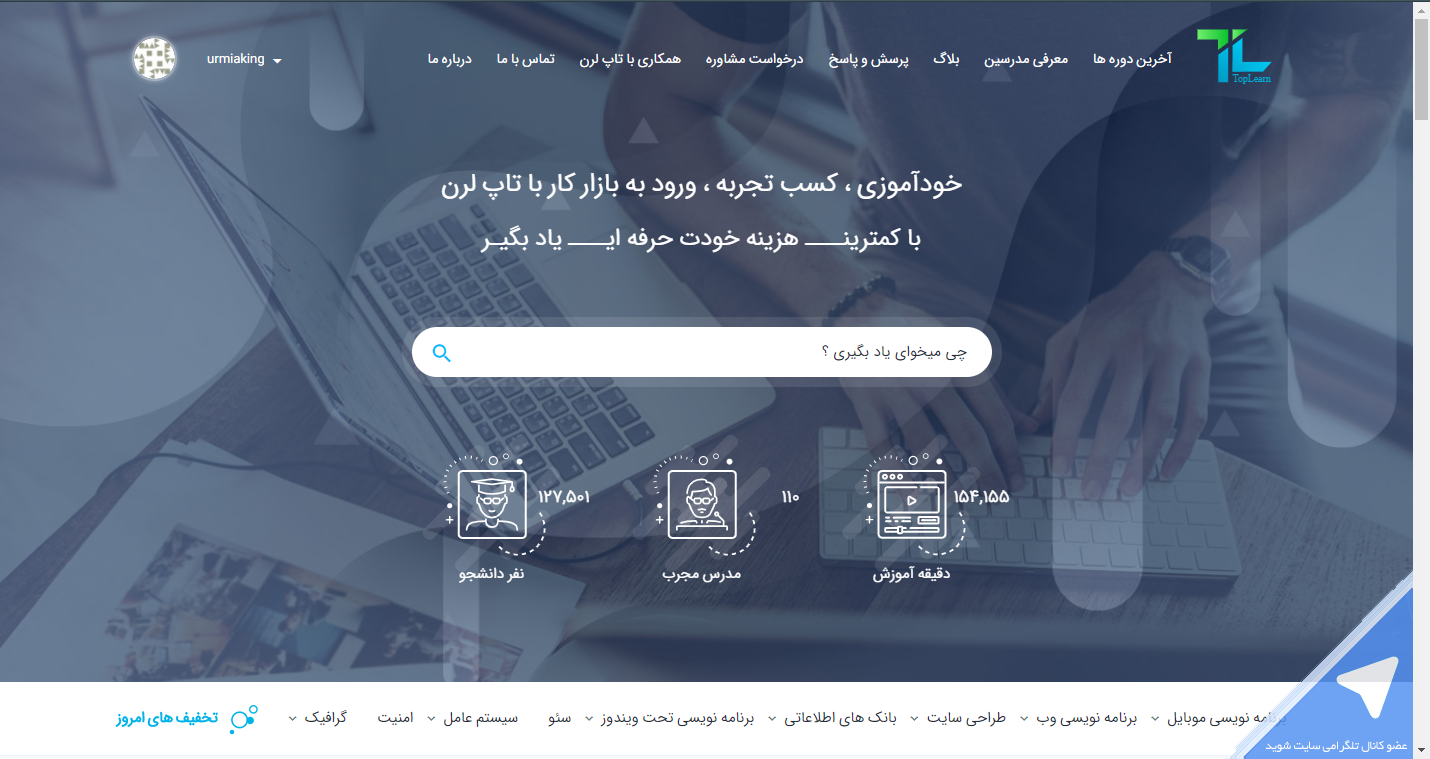 TopLearn
آخرین دوره ها
معرفی مدرسین
بلاگ
پرسش و پاسخ
درخواست مشاوره
همکاری با تاپ لرن
تماس با ما
درباره ما
urmiaking
خودآموزی ، کسب تجربه ، ورود به بازار کار با تاپ لرن
با کمترینــــ هزینه خودت حرفه ایــــ یاد بگیـر
چی میخوای یاد بگیری ؟
۱۵۴,۱۵۵
دقیقه آموزش
۱۱۰
مدرس مجرب
۱۲۷,۵۰۱
نفر دانشجو
برنامه نویسی موبایل
برنامه نویسی وب
طراحی سایت
بانک های اطلاعاتی
برنامه نویسی تحت ویندوز
سئو
سیستم عامل
امنیت
گرافیک
تخفیف های امروز
عضو کانال تلگرامی سایت شوید